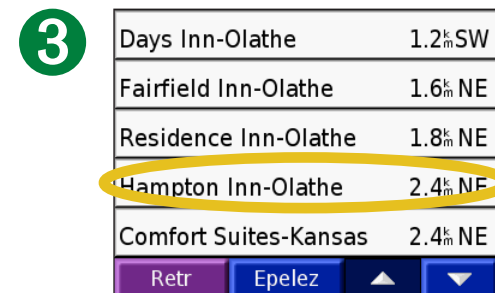 3
Days Inn-Olathe 1.2km SW
Fairfield Inn-Olathe 1.6km NE
Residence Inn-Olathe 1.8km NE
Hampton Inn-Olathe 2.4km NE
Comfort Suites-Kansas 2.4km NE
Retr Epelez